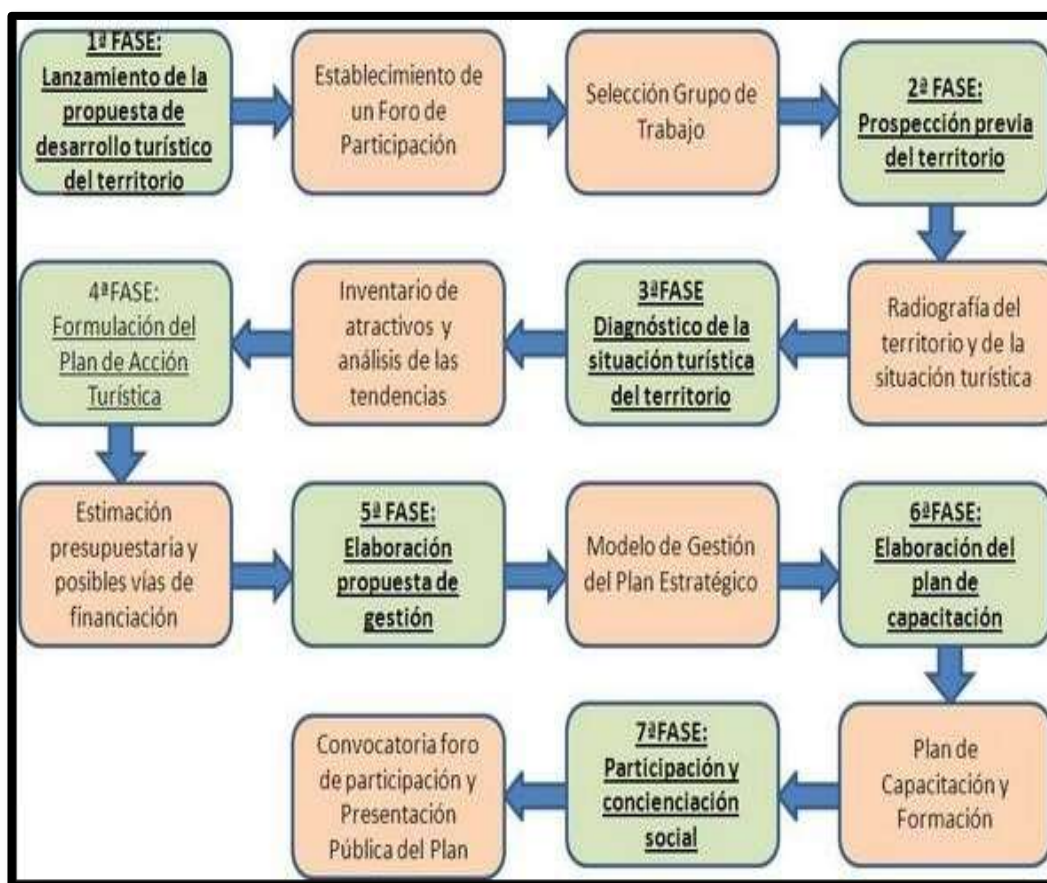 1ª FASE:
Lanzamiento de la
propuesta de
desarrollo turístico
del territorio
Establecimiento de
un Foro de
Participación
Selección Grupo de
Trabajo
2ª FASE:
Prospección previa
del territorio
Radiografía del
territorio y de la
situación turística
3ªFASE
Diagnóstico de la
situación turística
del territorio
Inventario de
atractivos y
análisis de las
tendencias
4ªFASE:
Formulación del
Plan de Acción
Turística
Estimación
presupuestaria y
posibles vías de
financiación
5ª FASE:
Elaboración
propuesta de
gestión
Modelo de Gestión
del Plan Estratégico
6ªFASE:
Elaboración del
plan de
capacitación
Plan de
Capacitación y
Formación
7ªFASE:
Participación y
concienciación
social
Convocatoria foro
de participación y
Presentación
Pública del Plan